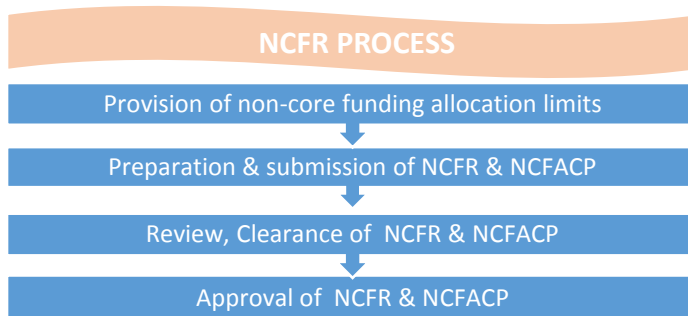 NCFR PROCESS
Provision of non-core funding allocation limits
Preparation & submission of NCFR & NCFACP
Review, Clearance of NCFR & NCFACP
Approval of NCFR & NCFACP